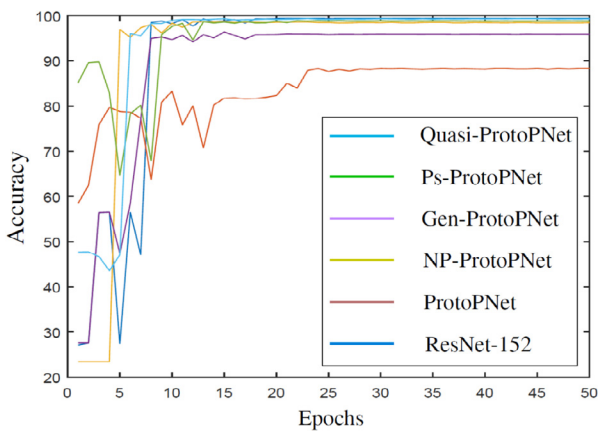 100
90
80
70
60
50
40
30
20
Accuracy
Quasi-ProtoPNet
Ps-ProtoPNet
Gen-ProtoPNet
NP-ProtoPNet
ProtoPNet
ResNet-152
0 5 10 15 20 25 30 35 40 45 50
Epochs